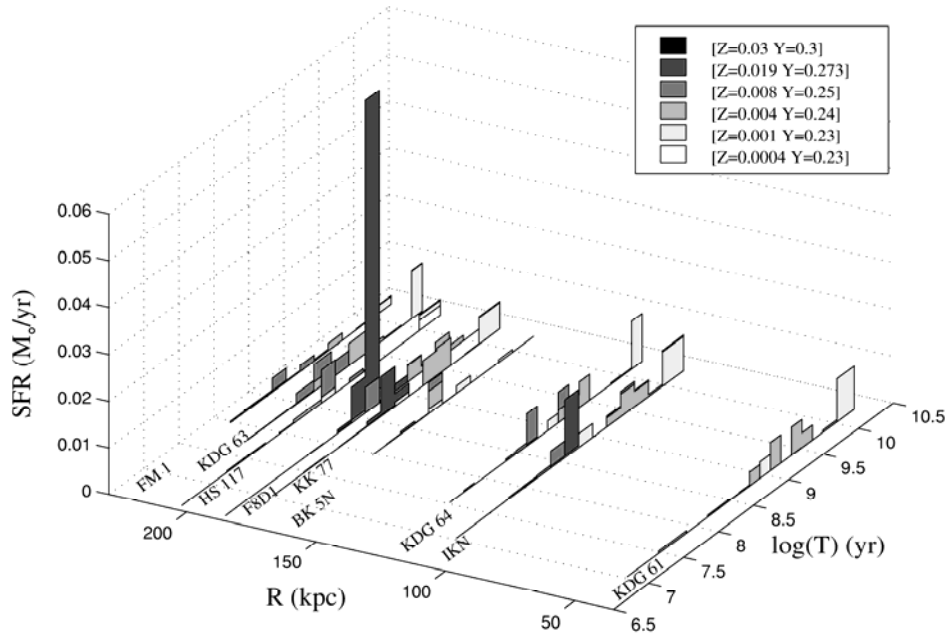 [Z=0.03 Y=0.3]
[Z=0.019 Y=0.273]
[Z=0.008 Y=0.25]
[Z=0.004 Y=0.24]
[Z=0.001 Y=0.23]
[Z=0.0004 Y=0.23]
0.06
0.05
0.04
0.03
0.02
0.01
0
SFR (M☉/yr)
FM 1
KDG 63
HS 117
F8D1
KK 77
BK 5N
KDG 64
IKN
KDG 61
200
150
100
50
R (kpc)
6.5
7
7.5
8
8.5
9
9.5
10
10.5
log(T) (yr)